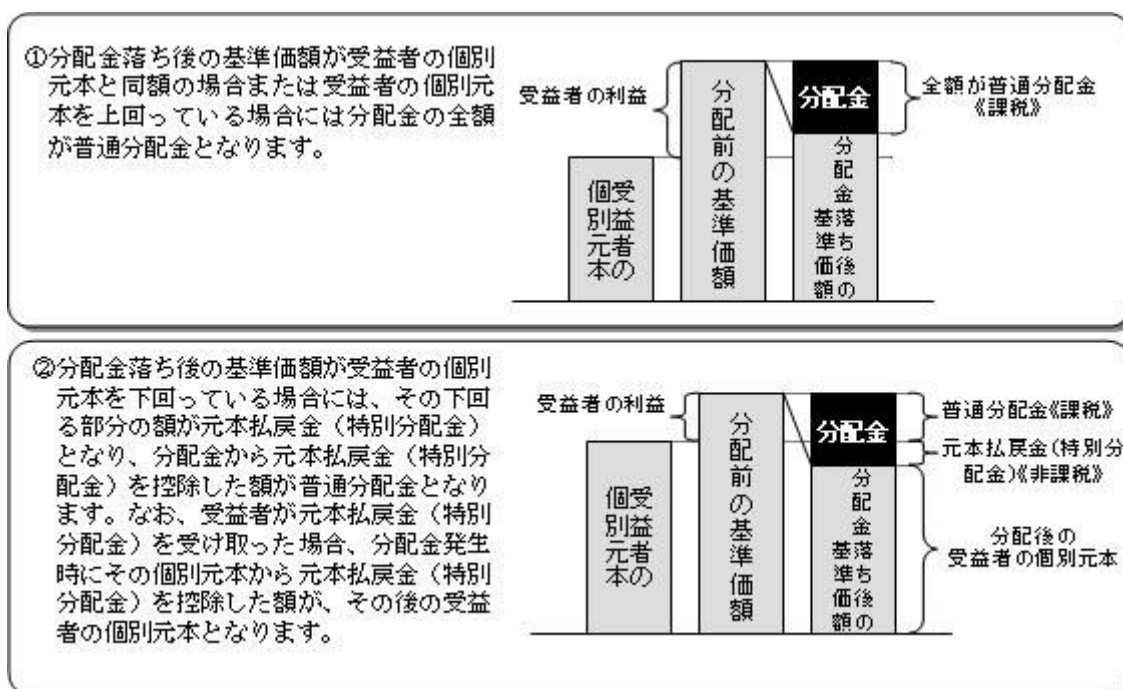 ①分配金落ち後の基準価額が受益者の個別
元本と同額の場合または受益者の個別元
本を上回っている場合には分配金の全額
が普通分配金となります。
受益者の利益
受益者の
個別元本
分配前の基準価額
分配金
分配金落ち後の
基準価額
全額が普通分配金
《課税》
②分配金落ち後の基準価額が受益者の個別
元本を下回っている場合には、その下回
る部分の額が元本払戻金（特別分配金）
となり、分配金から元本払戻金（特別分
配金）を控除した額が普通分配金となり
ます。なお、受益者が元本払戻金（特別
分配金）を受け取った場合、分配金発生
時にその個別元本から元本払戻金（特別
分配金）を控除した額が、その後の受益
者の個別元本となります。
受益者の利益
受益者の
個別元本
分配前の基準価額
分配金
分配金落ち後の
基準価額
普通分配金《課税》
元本払戻金(特別分
配金)《非課税》
分配後の
受益者の個別元本